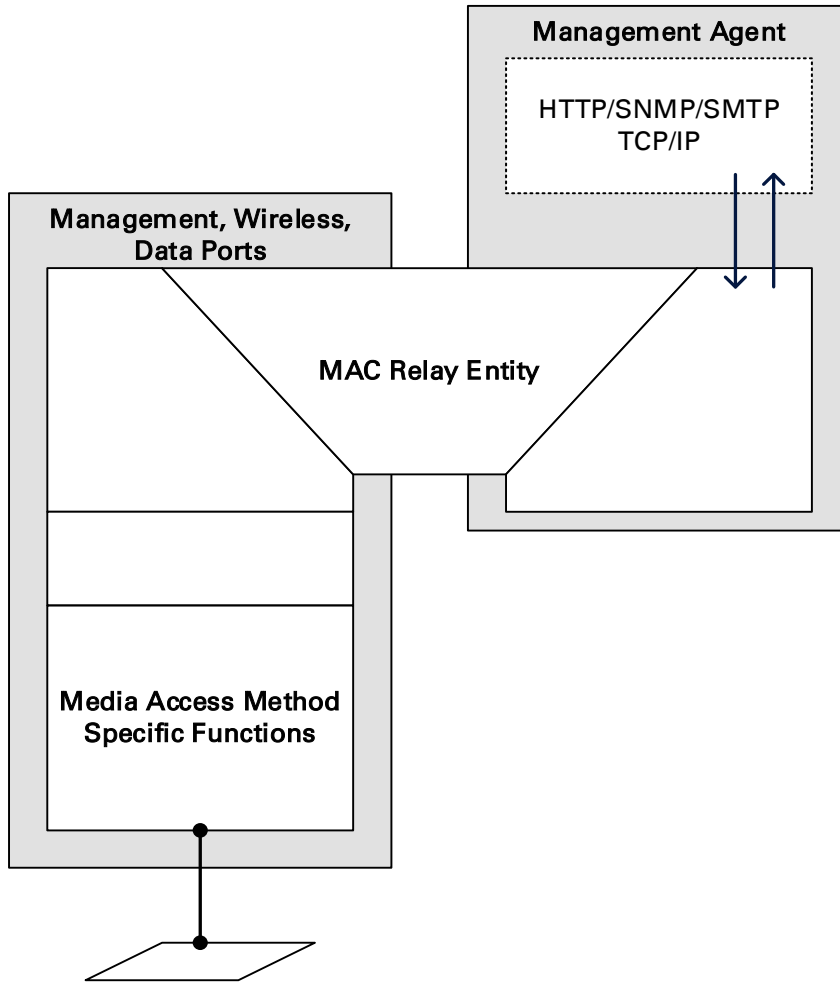 Management Agent
HTTP/SNMP/SMTP
TCP/IP
Management, Wireless,
Data Ports
MAC Relay Entity
Media Access Method
Specific Functions